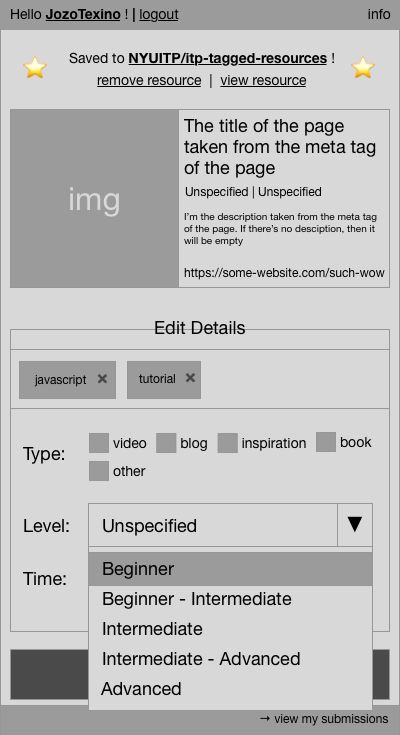 Hello JozoTexino ! | logout
info
Saved to NYUITP/itp-tagged-resources !
remove resource | view resource
img
The title of the page
taken from the meta tag
of the page
Unspecified | Unspecified
I'm the description taken from the meta tag
of the page. If there's no desciption, then it
will be empty
https://some-website.com/such-wow
Edit Details
javascript ×
tutorial ×
Type:
video
blog
inspiration
book
other
Level:
Unspecified ▼
Time:
Beginner
Beginner - Intermediate
Intermediate
Intermediate - Advanced
Advanced
→ view my submissions